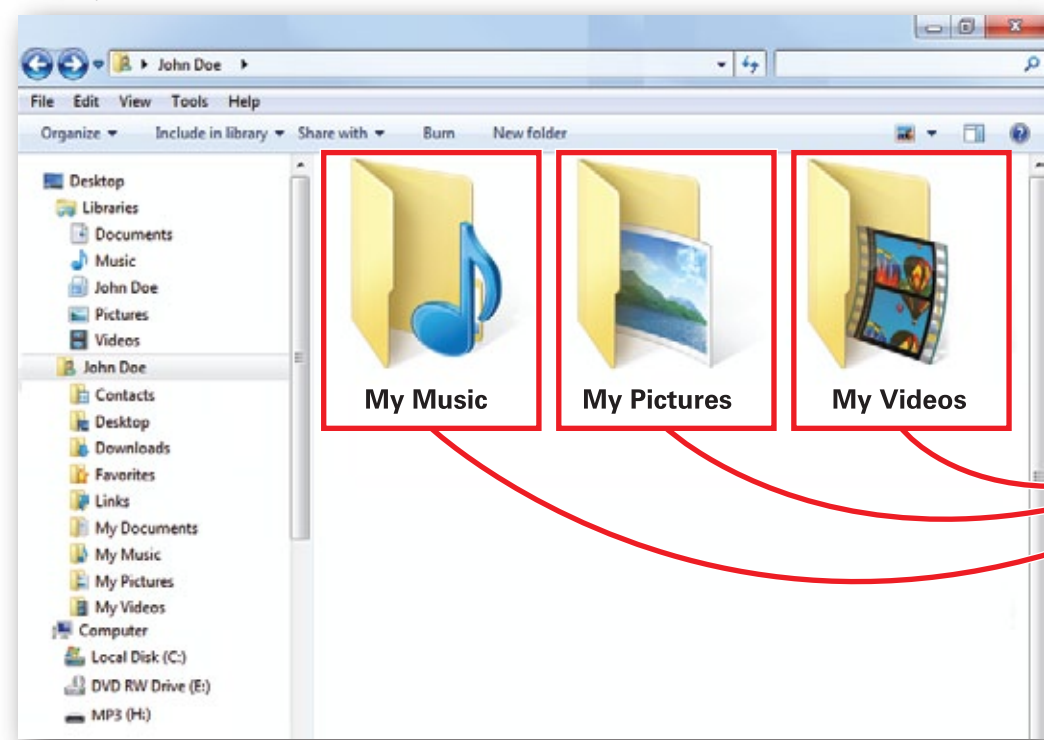 John Doe
File Edit View Tools Help
Organize Include in library Share with Burn New folder
Desktop
Libraries
Documents
Music
John Doe
Pictures
Videos
John Doe
Contacts
Desktop
Downloads
Favorites
Links
My Documents
My Music
My Pictures
My Videos
Computer
Local Disk (C:)
DVD RW Drive (E:)
MP3 (H:)
My Music My Pictures My Videos